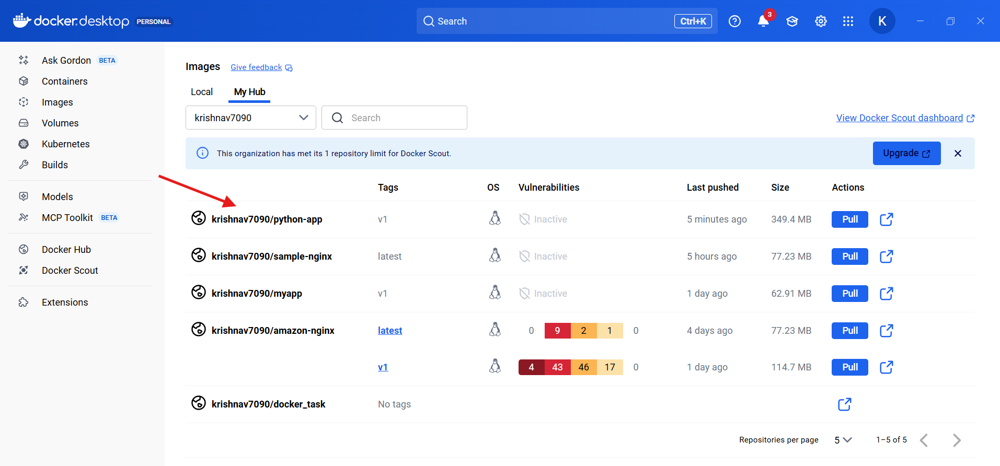 docker.desktop PERSONAL Search Ctrl+K 3 K
Ask Gordon BETA
Containers
Images
Volumes
Kubernetes
Builds
Models
MCP Toolkit BETA
Docker Hub
Docker Scout
Extensions
Images Give feedback
Local My Hub
krishnav7090 Search View Docker Scout dashboard
This organization has met its 1 repository limit for Docker Scout. Upgrade
Tags OS Vulnerabilities Last pushed Size Actions
krishnav7090/python-app v1 Inactive 5 minutes ago 349.4 MB Pull
krishnav7090/sample-nginx latest Inactive 5 hours ago 77.23 MB Pull
krishnav7090/myapp v1 Inactive 1 day ago 62.91 MB Pull
krishnav7090/amazon-nginx latest 0 9 2 1 0 4 days ago 77.23 MB Pull
v1 4 43 46 17 0 1 day ago 114.7 MB Pull
krishnav7090/docker_task No tags
Repositories per page 5 1–5 of 5